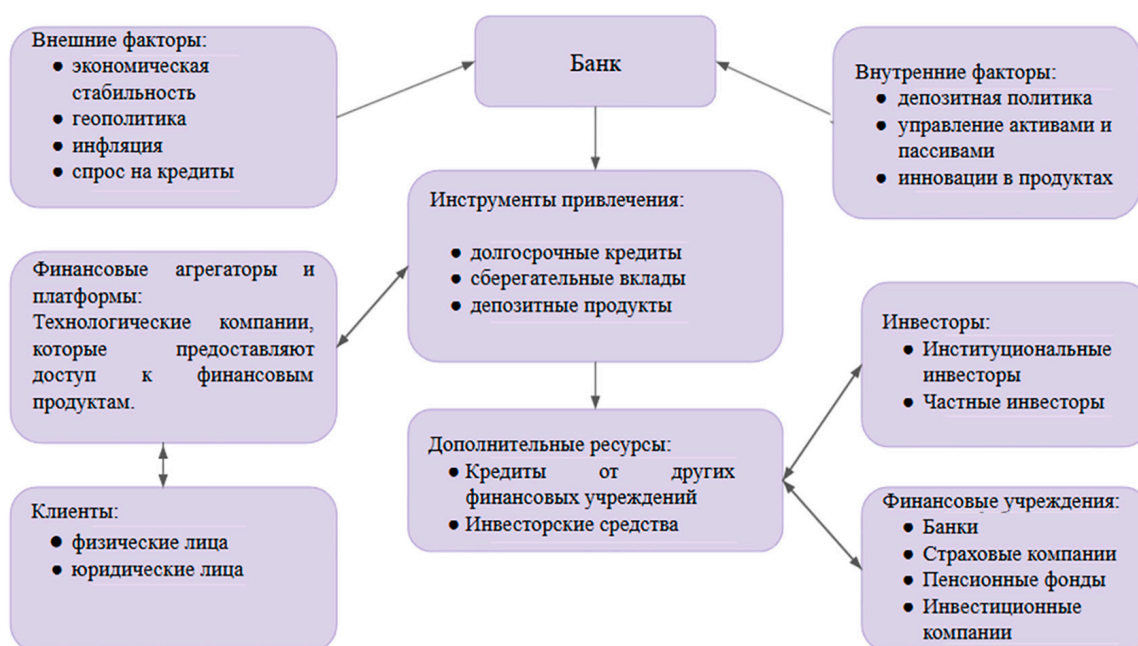 Внешние факторы:
● экономическая
стабильность
● геополитика
● инфляция
● спрос на кредиты
Банк
Внутренние факторы:
● депозитная политика
● управление активами и
пассивами
● инновации в продуктах
Инструменты привлечения:
● долгосрочные кредиты
● сберегательные вклады
● депозитные продукты
Финансовые агрегаторы и
платформы:
Технологические компании,
которые предоставляют
доступ к финансовым
продуктам.
Инвесторы:
● Институциональные
инвесторы
● Частные инвесторы
Дополнительные ресурсы:
● Кредиты от других
финансовых учреждений
● Инвесторские средства
Клиенты:
● физические лица
● юридические лица
Финансовые учреждения:
● Банки
● Страховые компании
● Пенсионные фонды
● Инвестиционные
компании